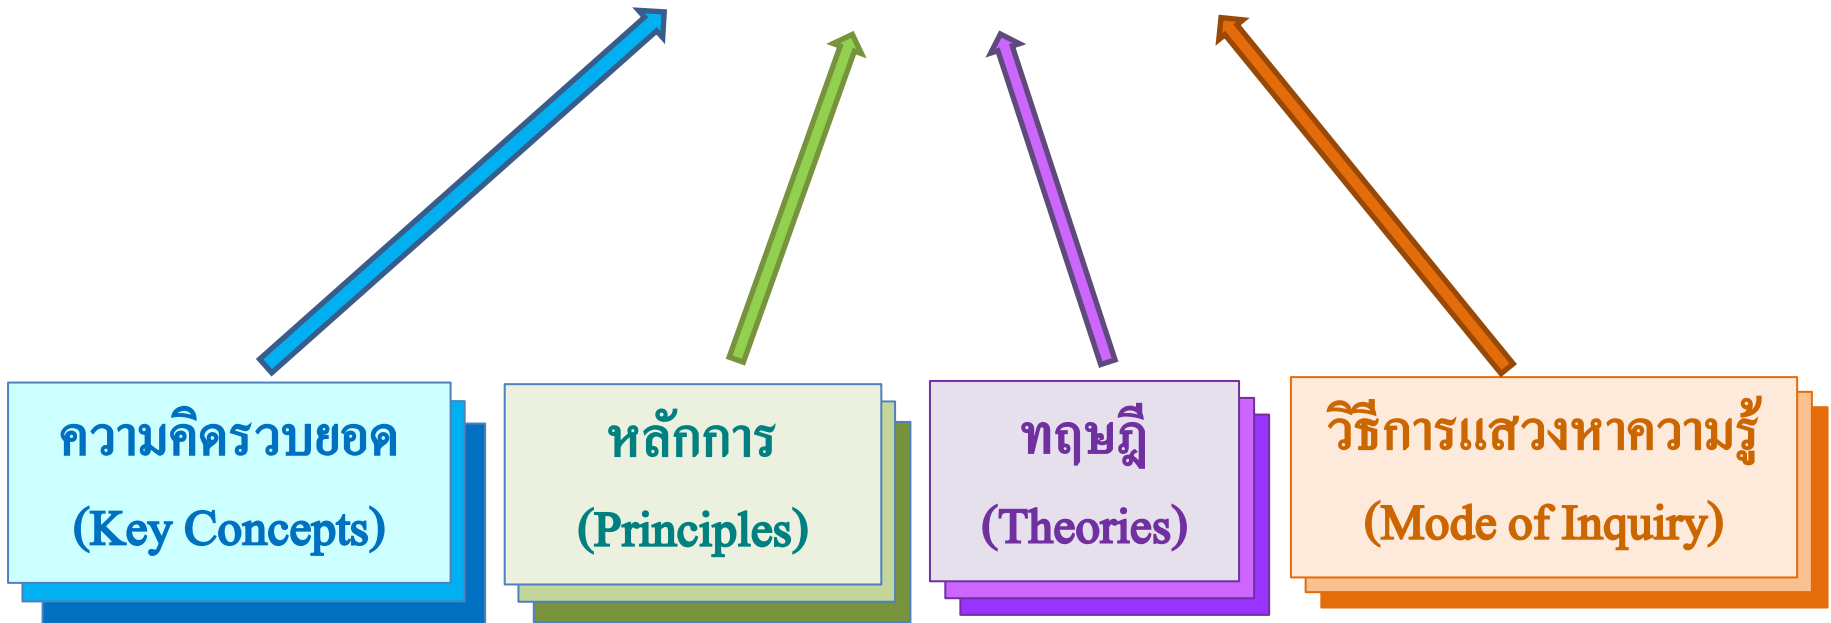 ความคิดรวบยอด
(Key Concepts)
หลักการ
(Principles)
ทฤษฎี
(Theories)
วิธีการแสวงหาความรู้
(Mode of Inquiry)